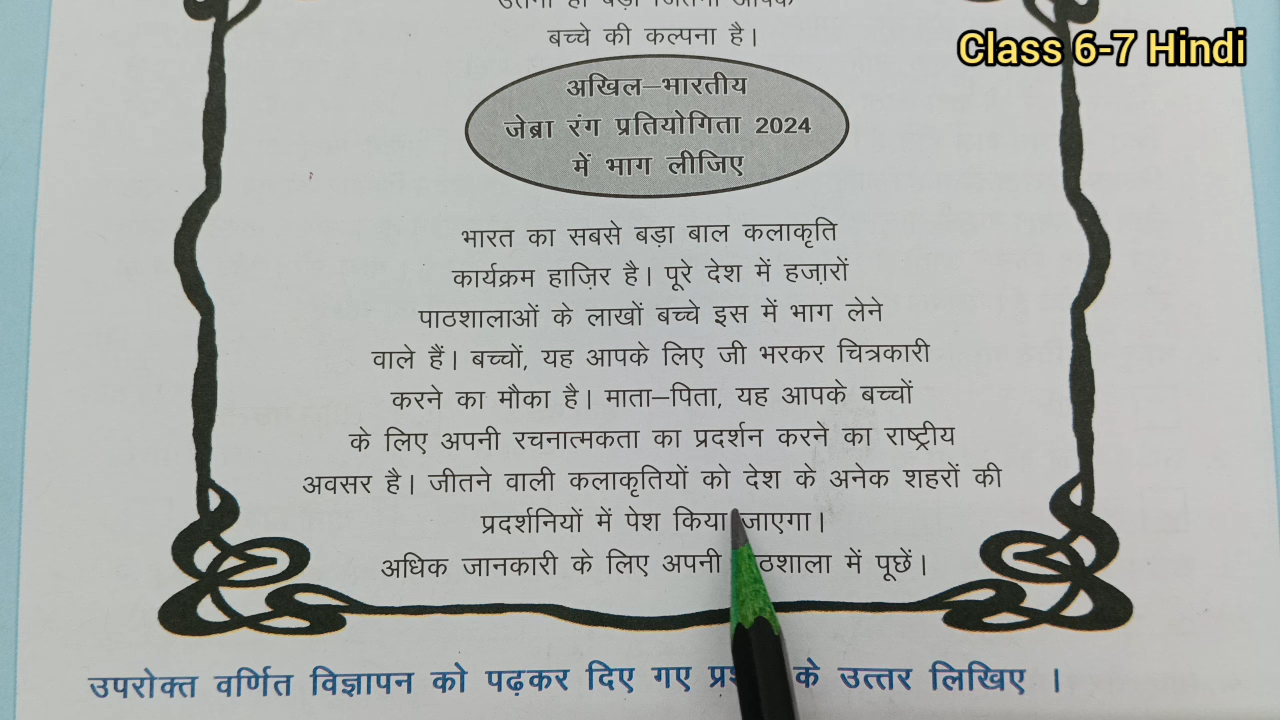 Class 6-7 Hindi
बच्चे की कल्पना है।
अखिल–भारतीय
जेब्रा रंग प्रतियोगिता 2024
में भाग लीजिए
भारत का सबसे बड़ा बाल कलाकृति
कार्यक्रम हाज़िर है। पूरे देश में हजा़रों
पाठशालाओं के लाखों बच्चे इस में भाग लेने
वाले हैं। बच्चों, यह आपके लिए जी भरकर चित्रकारी
करने का मौका है। माता–पिता, यह आपके बच्चों
के लिए अपनी रचनात्मकता का प्रदर्शन करने का राष्ट्रीय
अवसर है। जीतने वाली कलाकृतियों को देश के अनेक शहरों की
प्रदर्शनियों में पेश किया जाएगा।
अधिक जानकारी के लिए अपनी में पूछें।
उपरोक्त वर्णित विज्ञापन को पढ़कर दिए गए के उत्तर लिखिए ।